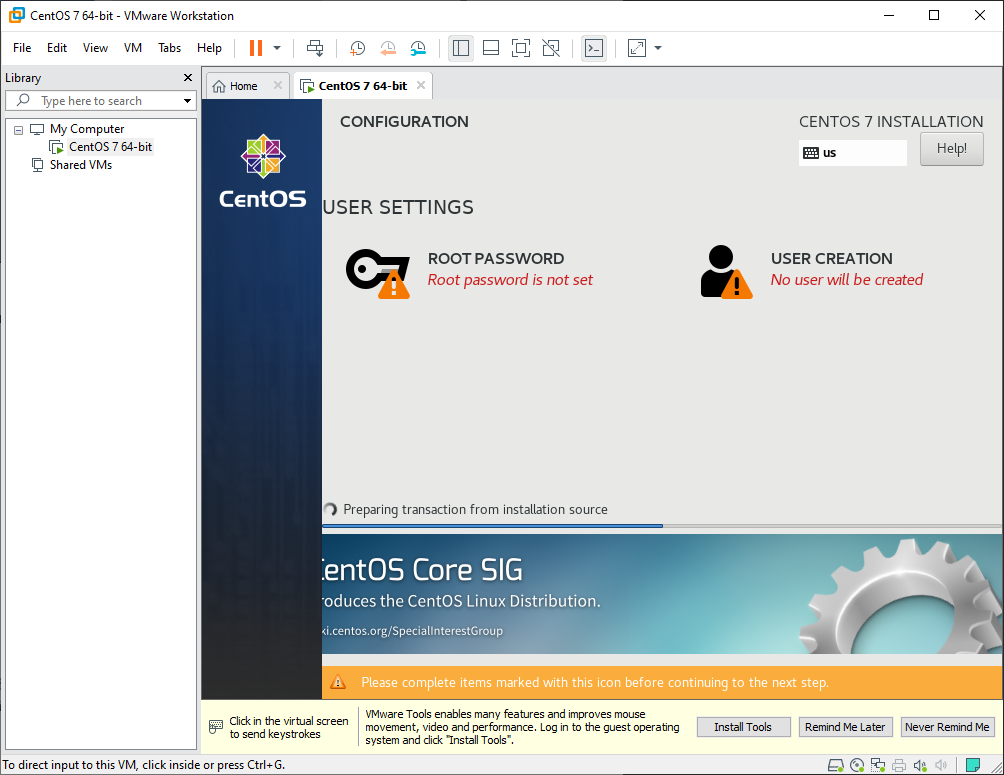 CentOS 7 64-bit - VMware Workstation
File Edit View VM Tabs Help
Library
Type here to search
My Computer
CentOS 7 64-bit
Shared VMs
Home
CentOS 7 64-bit
CentOS
CONFIGURATION
CENTOS 7 INSTALLATION
us
Help!
USER SETTINGS
ROOT PASSWORD
Root password is not set
USER CREATION
No user will be created
Preparing transaction from installation source
CentOS Core SIG
roduces the CentOS Linux Distribution.
ki.centos.org/SpecialInterestGroup
Please complete items marked with this icon before continuing to the next step.
Click in the virtual screen
to send keystrokes
VMware Tools enables many features and improves mouse
movement, video and performance. Log in to the guest operating
system and click "Install Tools".
Install Tools
Remind Me Later
Never Remind Me
To direct input to this VM, click inside or press Ctrl+G.